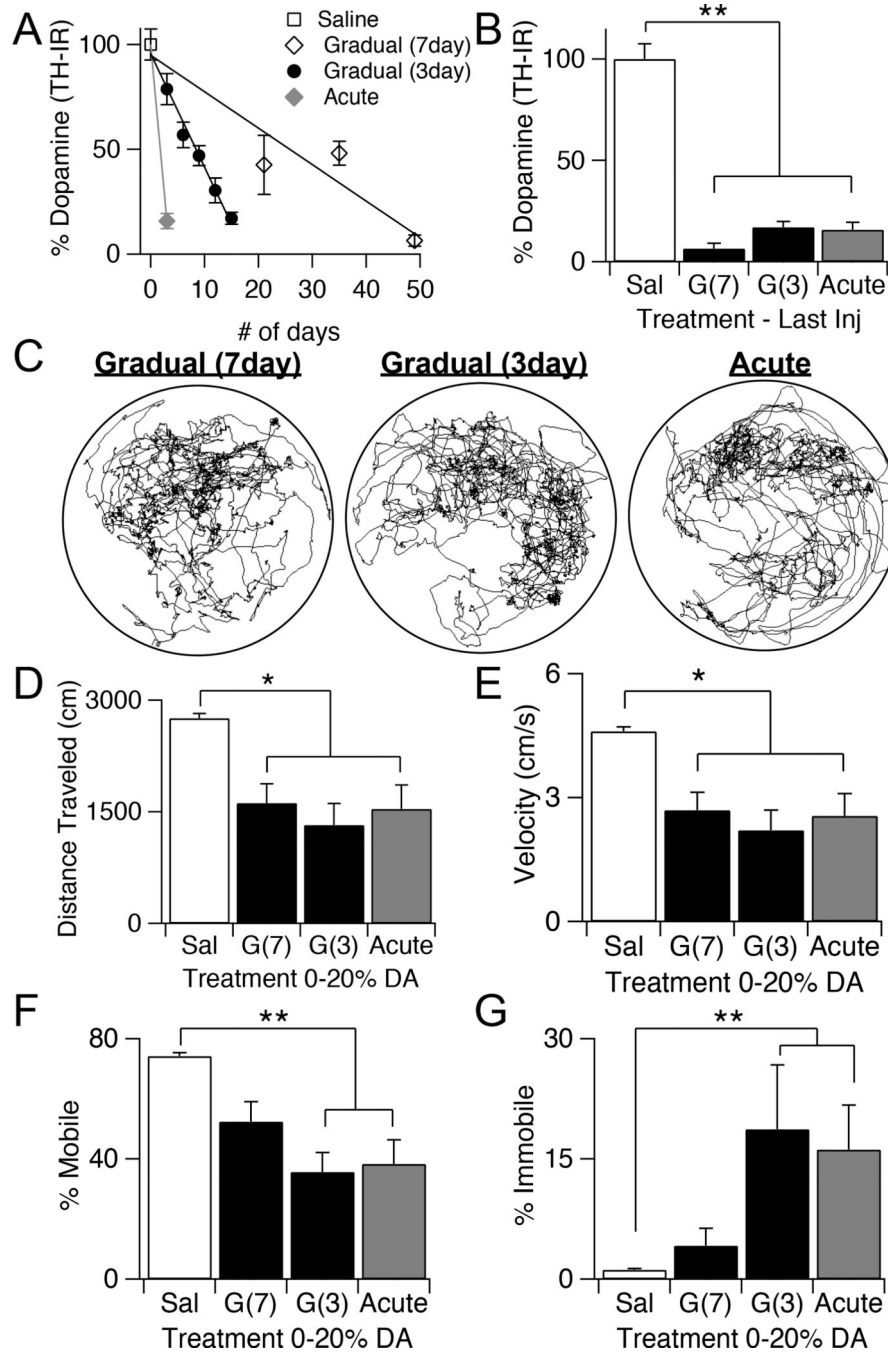 A
% Dopamine (TH-IR)
100
50
0
0 10 20 30 40 50
# of days
Saline
Gradual (7day)
Gradual (3day)
Acute
B
% Dopamine (TH-IR)
100
50
0
**
Sal G(7) G(3) Acute
Treatment - Last Inj
C
Gradual (7day) Gradual (3day) Acute
D
Distance Traveled (cm)
3000
1500
0
*
Sal G(7) G(3) Acute
Treatment 0-20% DA
E
Velocity (cm/s)
6
3
0
*
Sal G(7) G(3) Acute
Treatment 0-20% DA
F
% Mobile
80
40
0
**
Sal G(7) G(3) Acute
Treatment 0-20% DA
G
% Immobile
30
15
0
**
Sal G(7) G(3) Acute
Treatment 0-20% DA